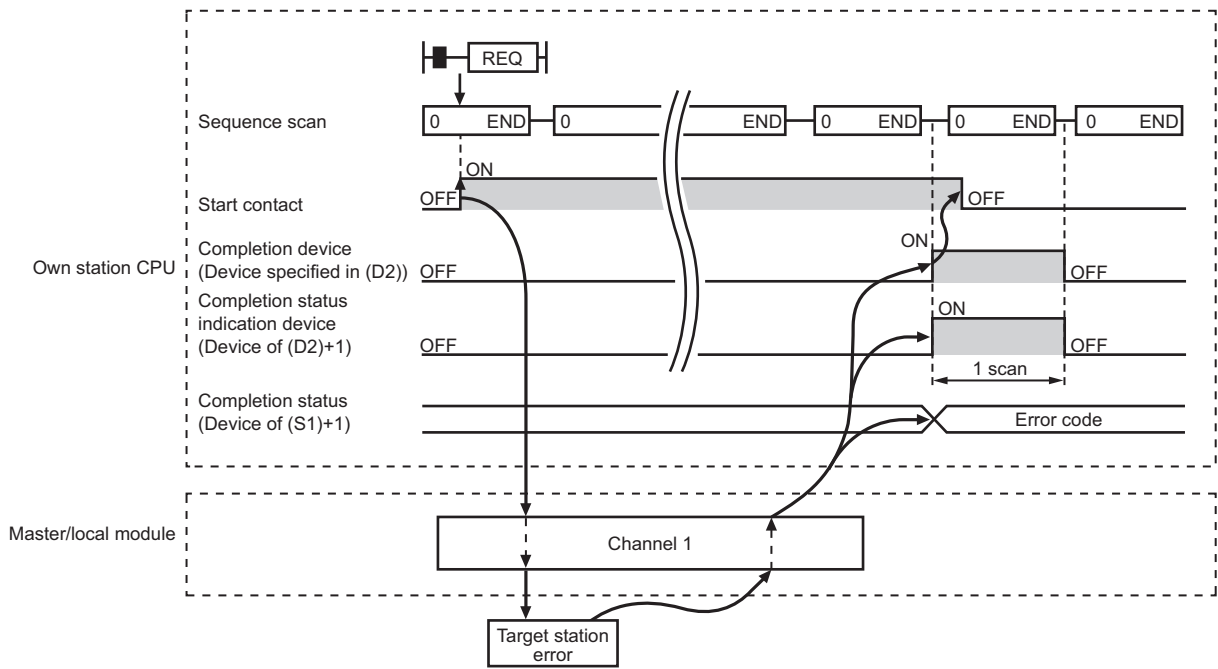 REQ
Sequence scan
0 END 0 END 0 END 0 END 0 END
ON
Start contact
OFF
OFF
Own station CPU
Completion device
(Device specified in (D2))
OFF
ON
OFF
Completion status
indication device
(Device of (D2)+1)
OFF
ON
OFF
1 scan
Completion status
(Device of (S1)+1)
Error code
Master/local module
Channel 1
Target station
error